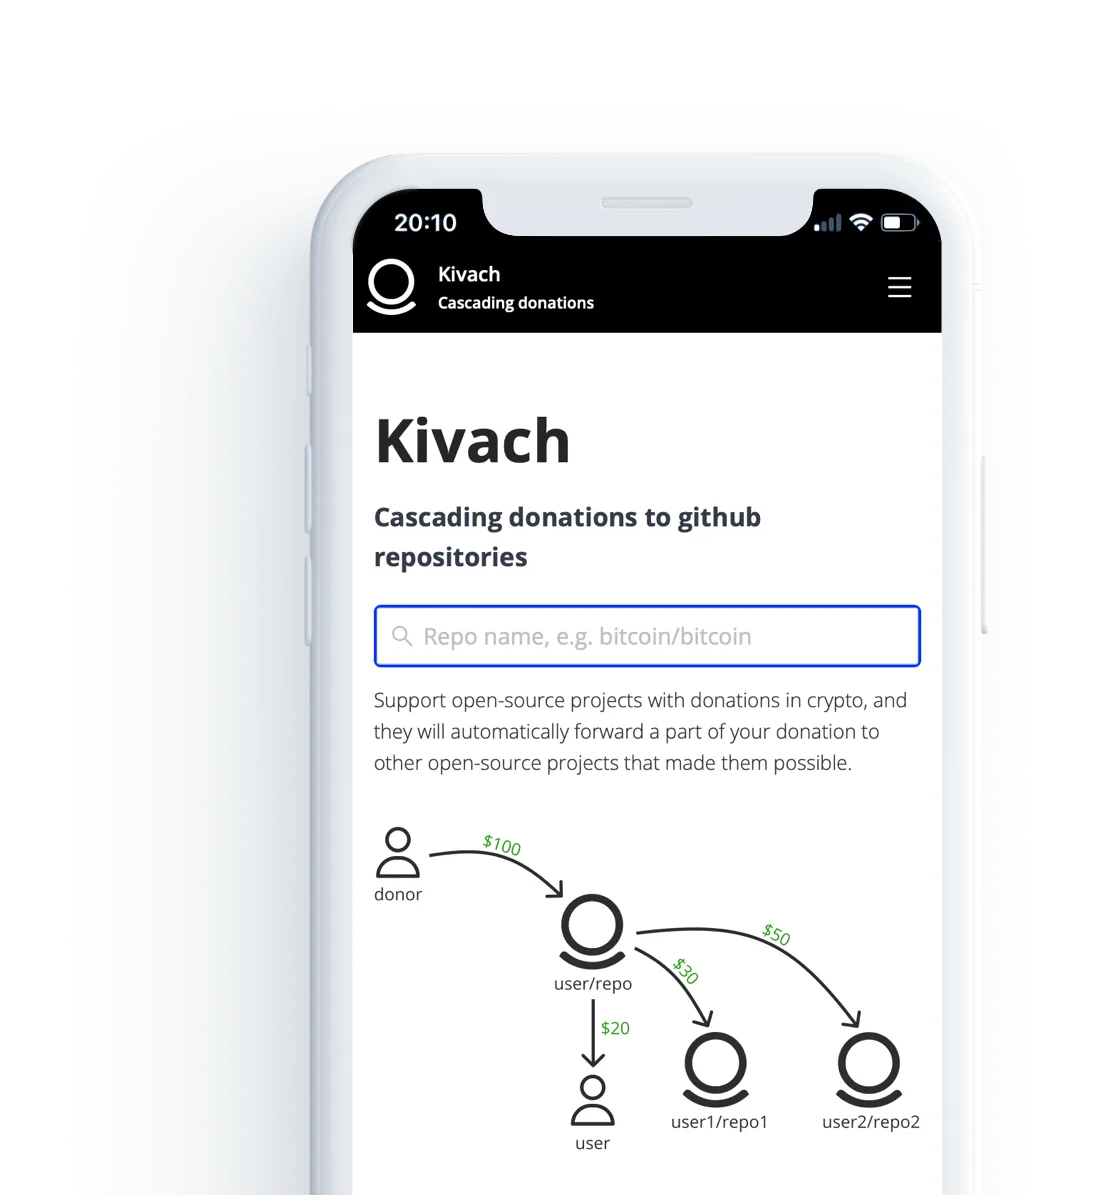 20:10
Kivach
Cascading donations
Kivach
Cascading donations to github
repositories
Repo name, e.g. bitcoin/bitcoin
Support open-source projects with donations in crypto, and
they will automatically forward a part of your donation to
other open-source projects that made them possible.
$100
donor
$50
$30
user/repo
$20
user1/repo1
user2/repo2
user